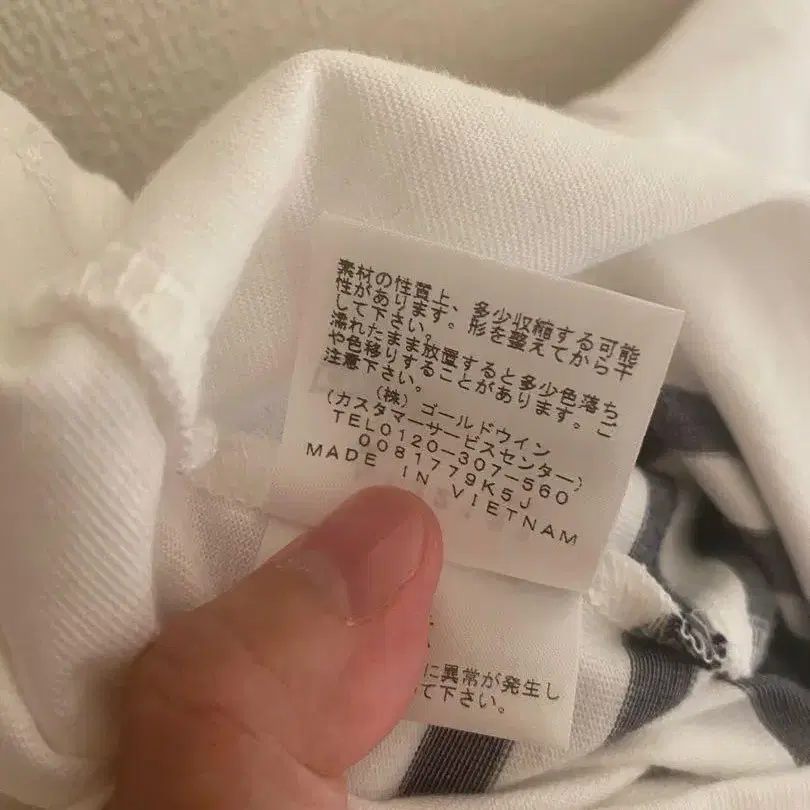 素材の性質上、多少収縮する可能
性があります。形を整えてから干
して下さい。
濡れたまま放置すると多少色落ち
や色移りすることがあります。ご
注意下さい。
(株)ゴールドウイン
(カスタマーサービスセンター)
TEL0120-307-560
0081779K5J
MADE IN VIETNAM
に異常が発生し
て下さい。